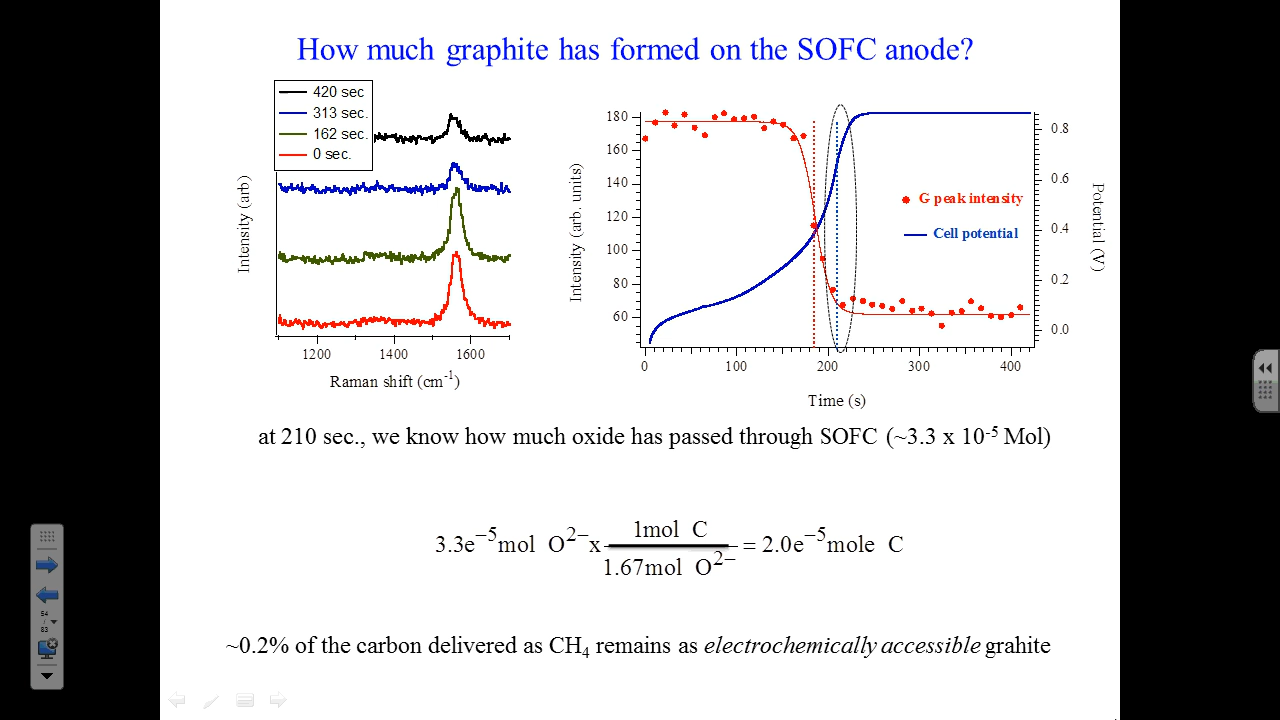 How much graphite has formed on the SOFC anode?
420 sec
313 sec.
162 sec.
0 sec.
Intensity (arb)
1200 1400 1600
Raman shift (cm-1)
180
160
140
120
100
80
60
Intensity (arb. units)
G peak intensity
Cell potential
0.8
0.6
0.4
0.2
0.0
Potential (V)
0 100 200 300 400
Time (s)
at 210 sec., we know how much oxide has passed through SOFC (~3.3 x 10-5 Mol)
3.3e−5mol O2−x 1mol C / 1.67mol O2− = 2.0e−5mole C
~0.2% of the carbon delivered as CH4 remains as electrochemically accessible grahite
54
/
83